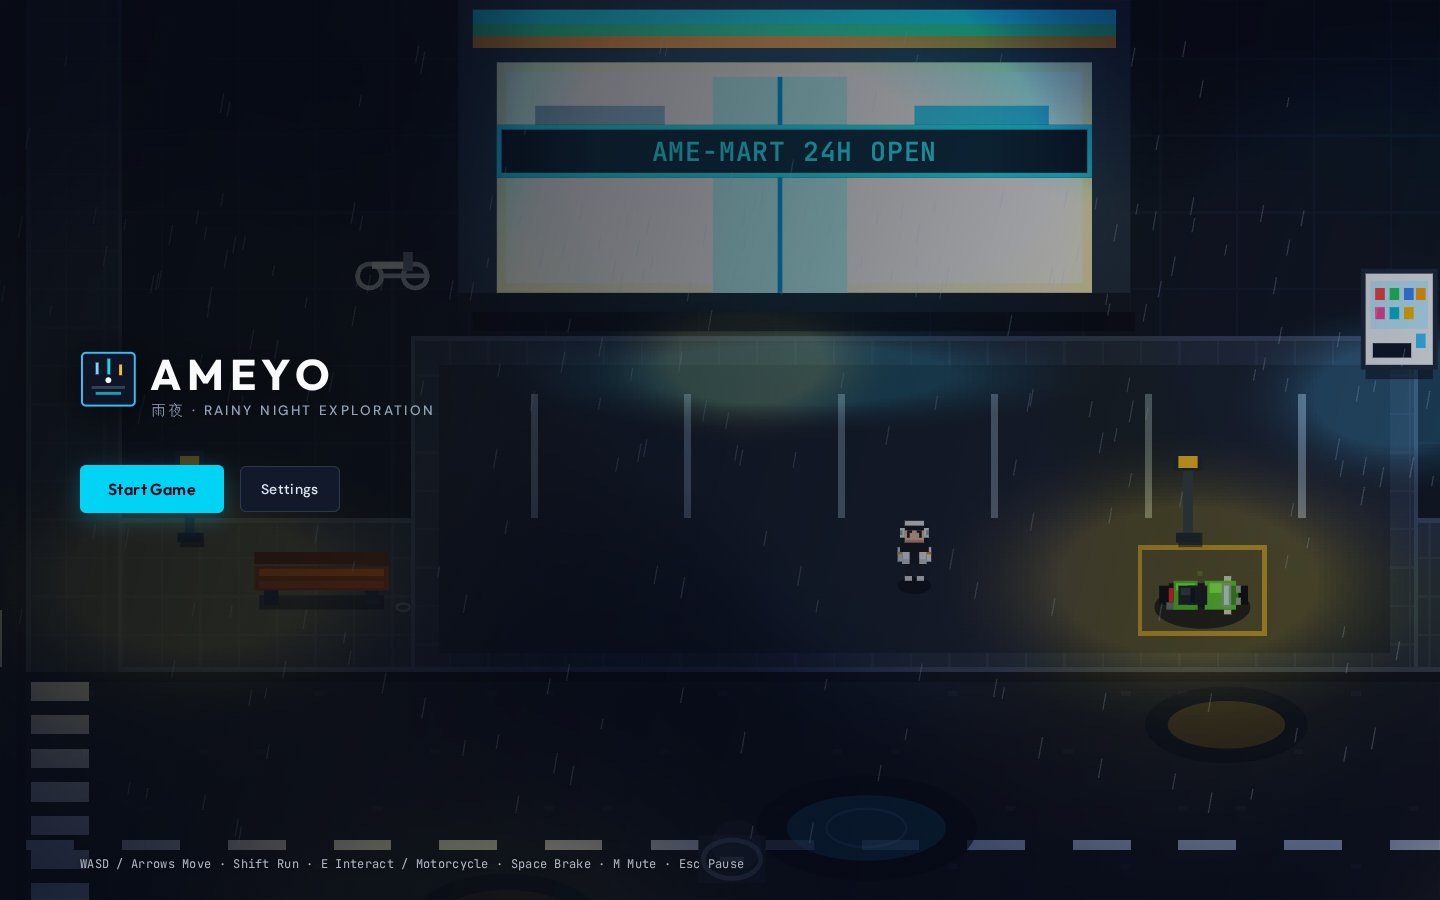 AME-MART 24H OPEN
AMEYO
雨夜 · RAINY NIGHT EXPLORATION
Start Game
Settings
WASD / Arrows Move · Shift Run · E Interact / Motorcycle · Space Brake · M Mute · Esc Pause